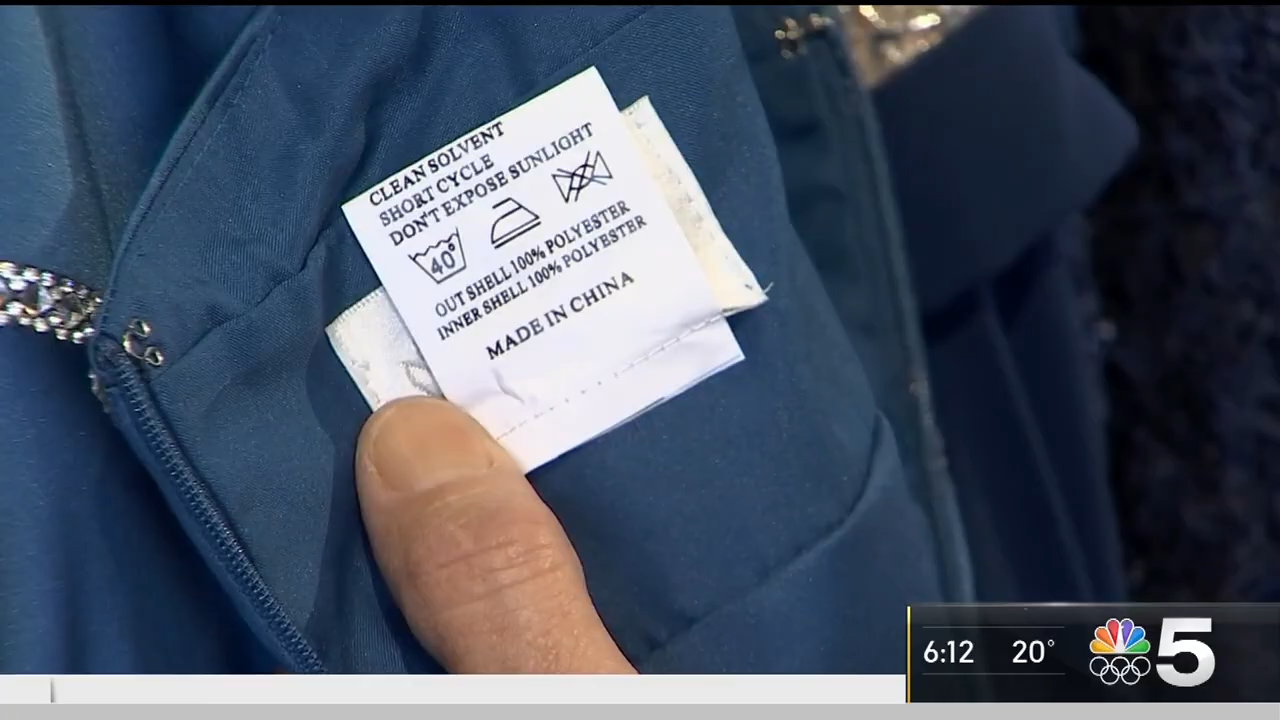 CLEAN SOLVENT
SHORT CYCLE
DON'T EXPOSE SUNLIGHT
40°
OUT SHELL 100% POLYESTER
INNER SHELL 100% POLYESTER
MADE IN CHINA
6:12 20° 5